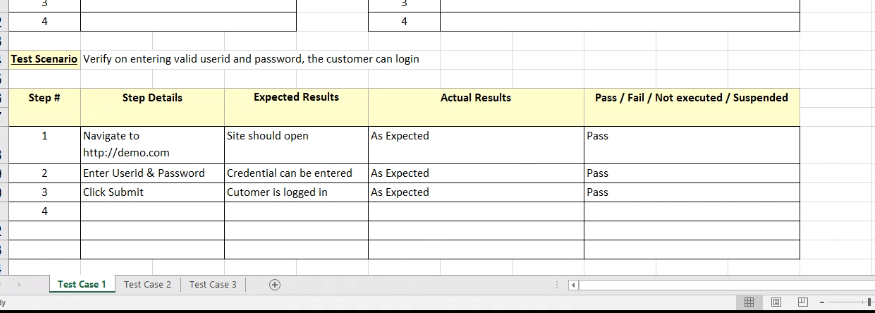 3 3
4 4
Test Scenario Verify on entering valid userid and password, the customer can login
Step # Step Details Expected Results Actual Results Pass / Fail / Not executed / Suspended
1 Navigate to Site should open As Expected Pass
http://demo.com
2 Enter Userid & Password Credential can be entered As Expected Pass
3 Click Submit Cutomer is logged in As Expected Pass
4
Test Case 1 Test Case 2 Test Case 3